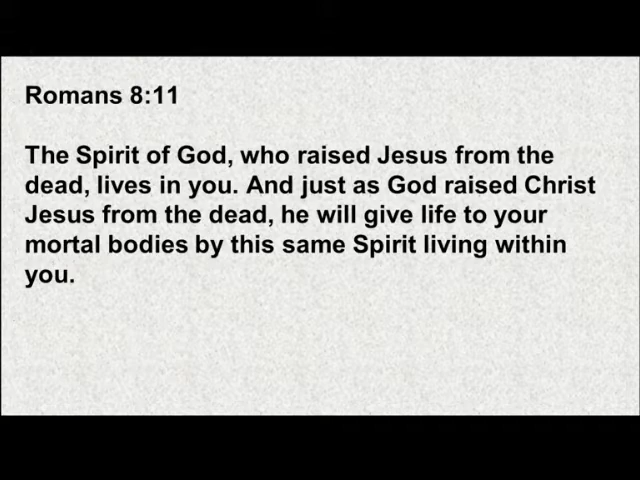 Romans 8:11
The Spirit of God, who raised Jesus from the
dead, lives in you. And just as God raised Christ
Jesus from the dead, he will give life to your
mortal bodies by this same Spirit living within
you.